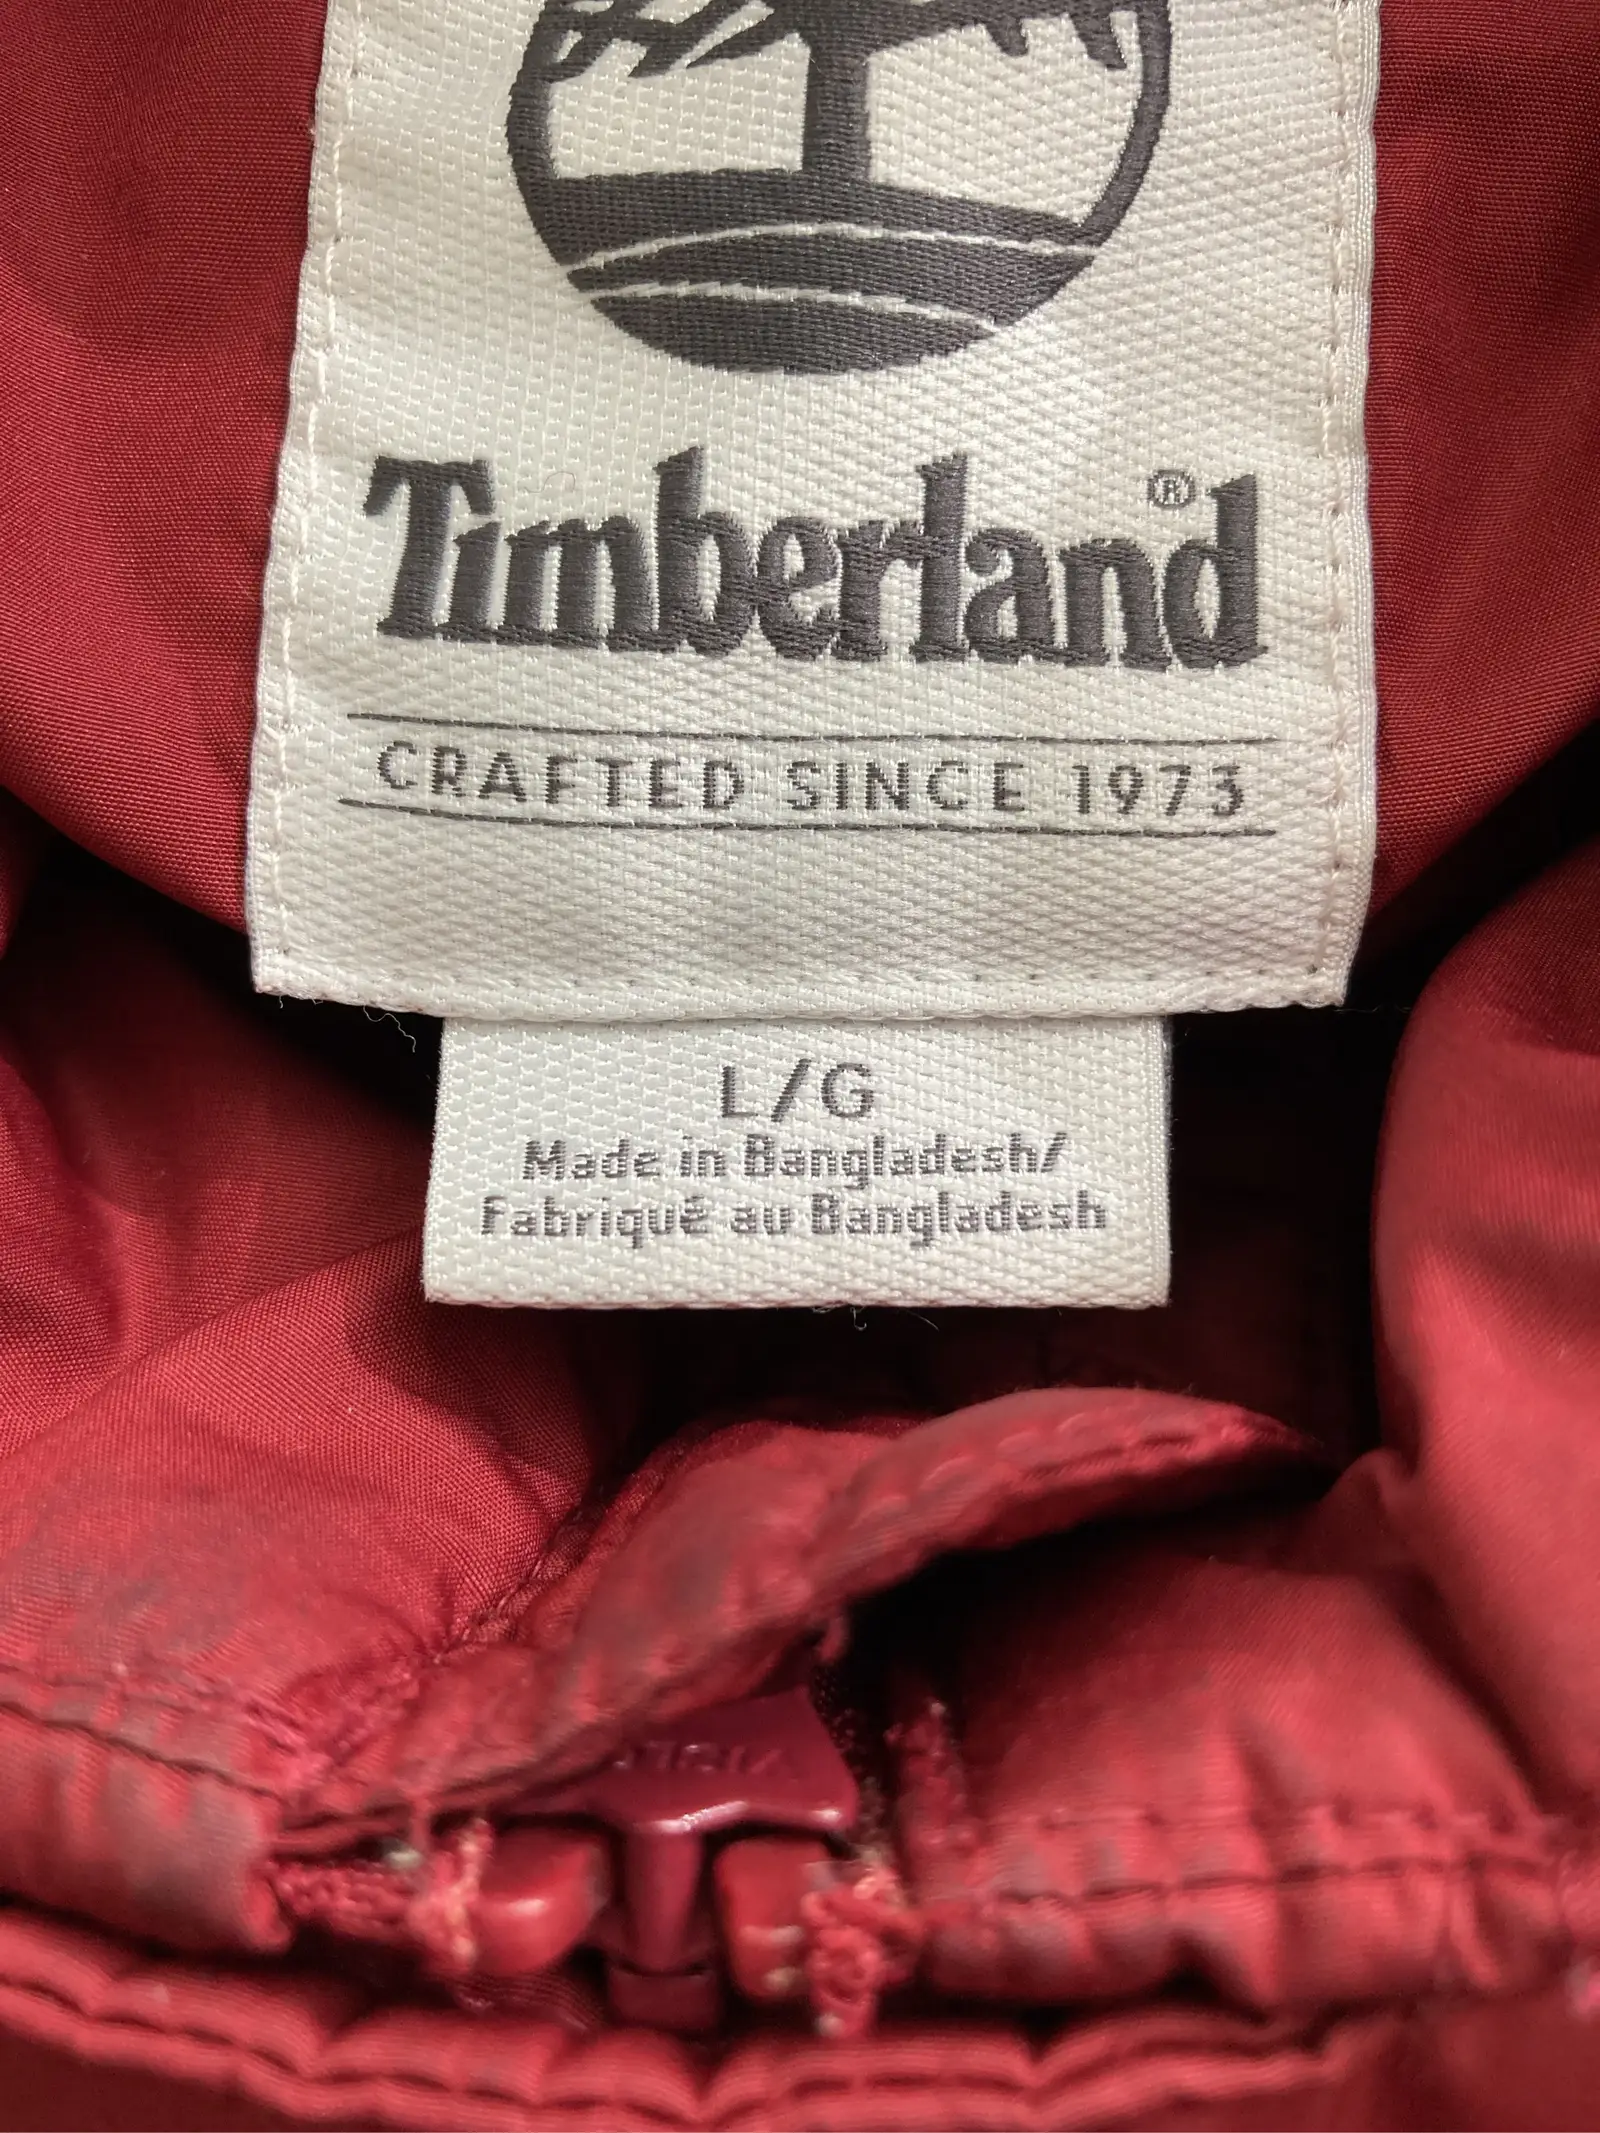 Timberland®
CRAFTED SINCE 1973
L/G
Made in Bangladesh/
Fabriqué au Bangladesh